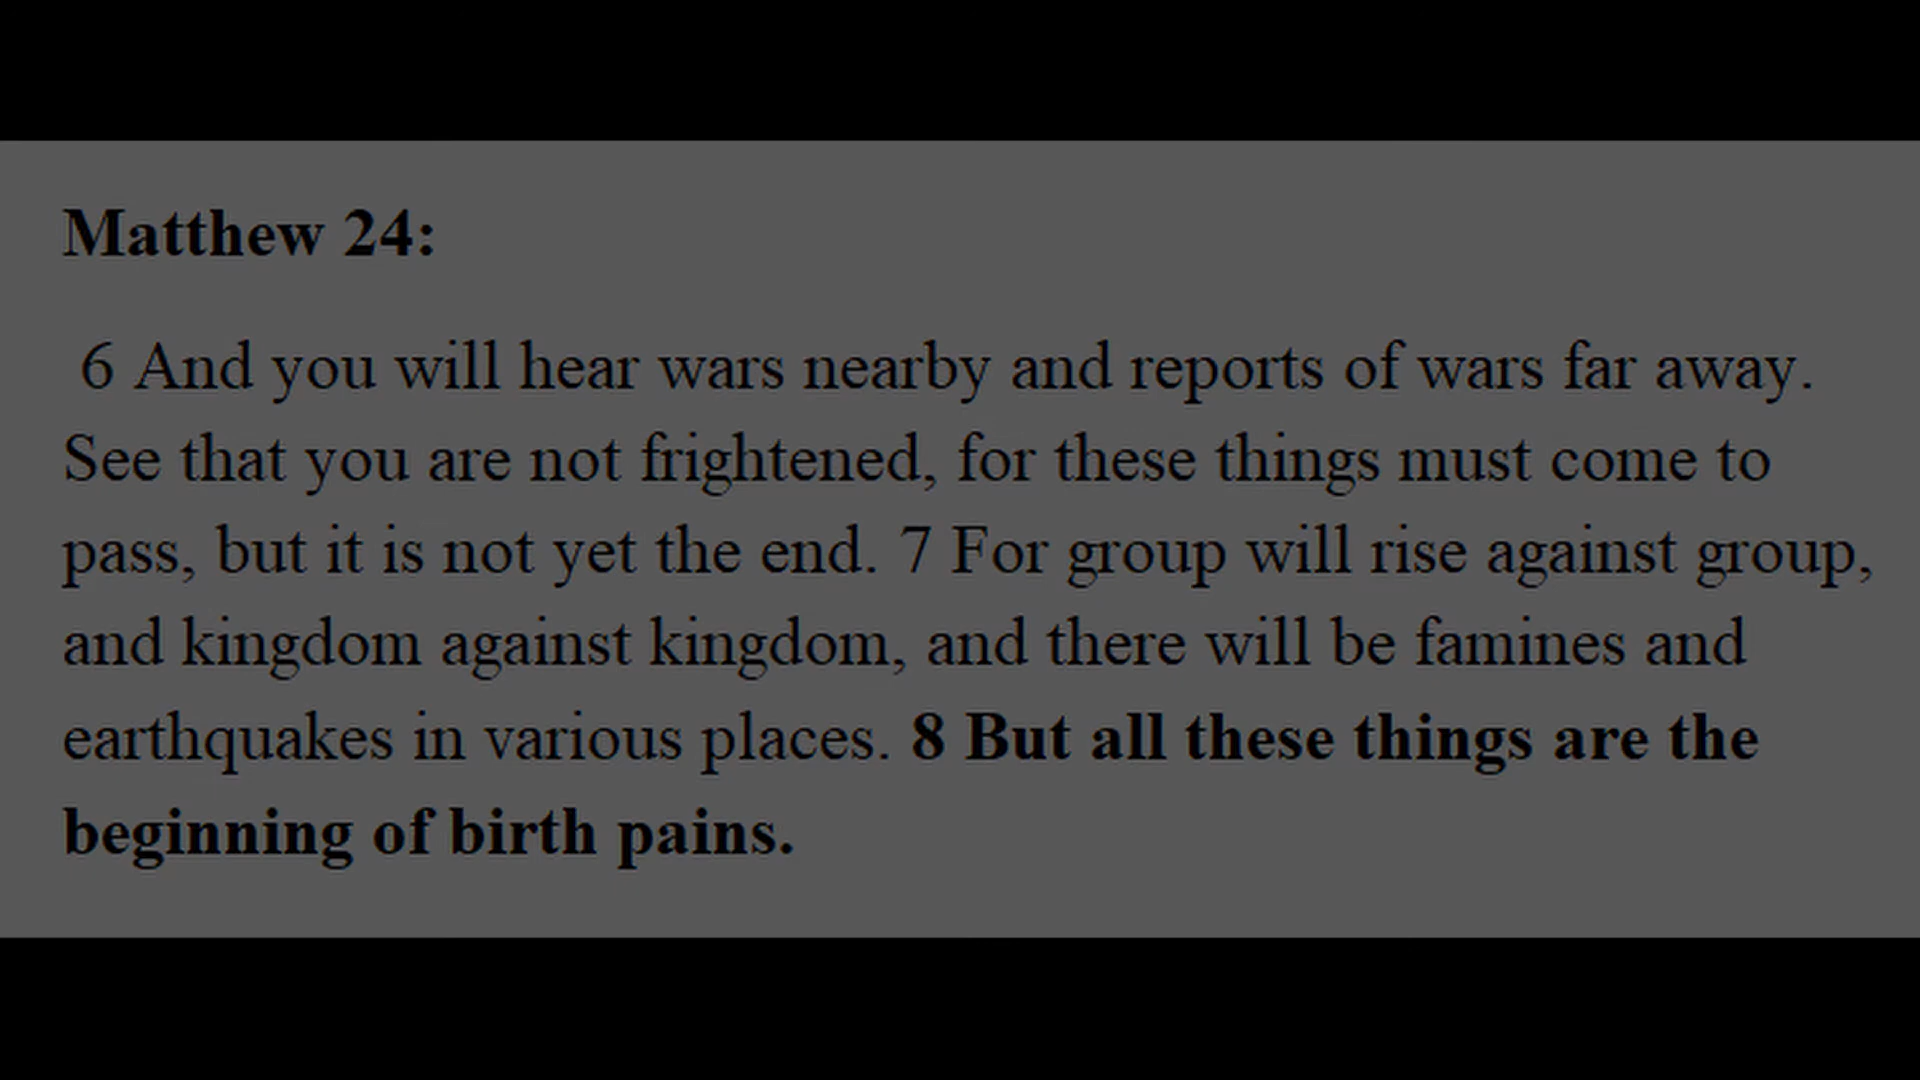 Matthew 24:
6 And you will hear wars nearby and reports of wars far away.
See that you are not frightened, for these things must come to
pass, but it is not yet the end. 7 For group will rise against group,
and kingdom against kingdom, and there will be famines and
earthquakes in various places. 8 But all these things are the
beginning of birth pains.